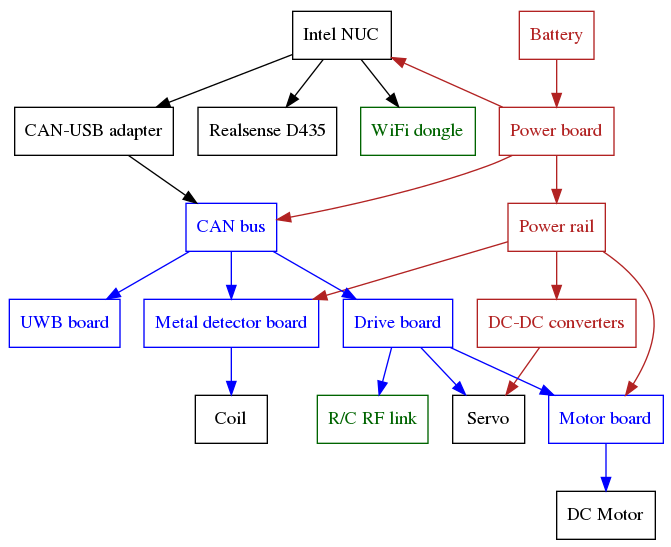 Intel NUC
Battery
CAN-USB adapter
Realsense D435
WiFi dongle
Power board
CAN bus
Power rail
UWB board
Metal detector board
Drive board
DC-DC converters
Coil
R/C RF link
Servo
Motor board
DC Motor